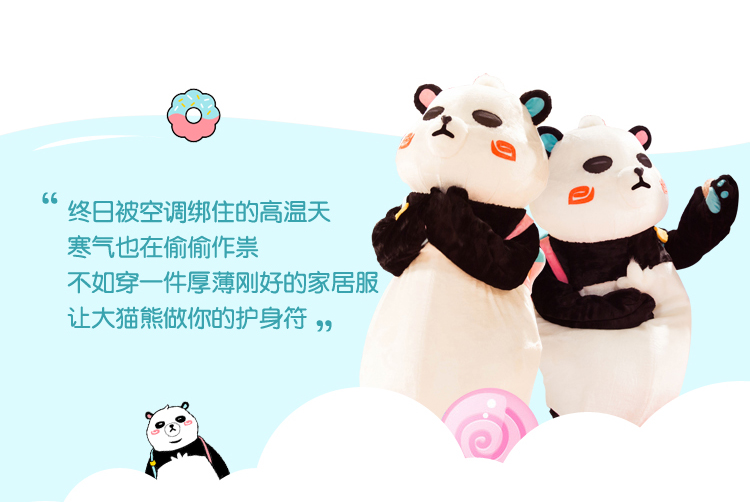 “终日被空调绑住的高温天
寒气也在偷偷作祟
不如穿一件厚薄刚好的家居服
让大猫熊做你的护身符”